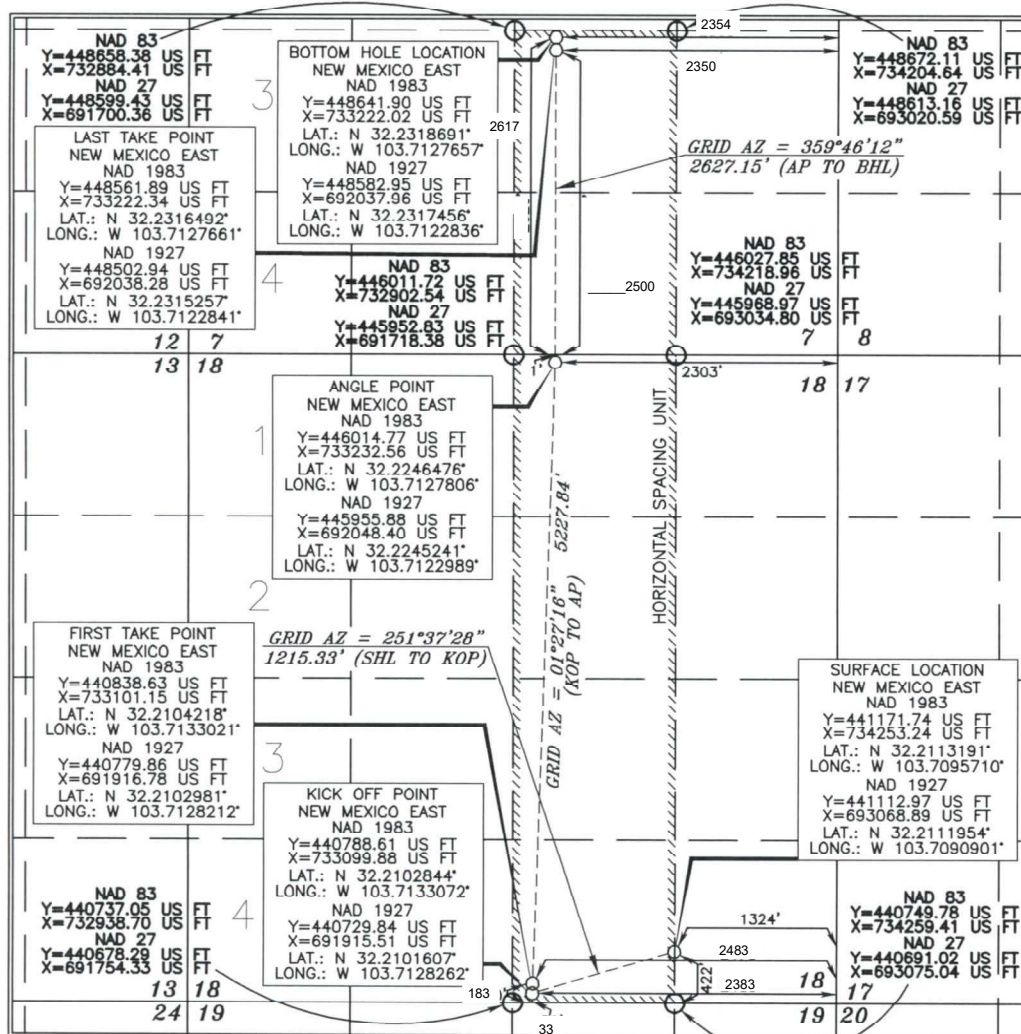 NAD 83
Y=448658.38 US FT
X=732884.41 US FT
NAD 27
Y=448599.43 US FT
X=691700.36 US FT
BOTTOM HOLE LOCATION
NEW MEXICO EAST
NAD 1983
Y=448641.90 US FT
X=733222.02 US FT
LAT.: N 32.2318691°
LONG.: W 103.7127657°
NAD 1927
Y=448582.95 US FT
X=692037.96 US FT
LAT.: N 32.2317456°
LONG.: W 103.7122836°
3
2617
2354
2350
NAD 83
Y=448672.11 US FT
X=734204.64 US FT
NAD 27
Y=448613.16 US FT
X=693020.59 US FT
GRID AZ = 359°46'12"
2627.15' (AP TO BHL)
LAST TAKE POINT
NEW MEXICO EAST
NAD 1983
Y=448561.89 US FT
X=733222.34 US FT
LAT.: N 32.2316492°
LONG.: W 103.7127661°
NAD 1927
Y=448502.94 US FT
X=692038.28 US FT
LAT.: N 32.2315257°
LONG.: W 103.7122841°
4
NAD 83
Y=446011.72 US FT
X=732902.54 US FT
NAD 27
Y=445952.83 US FT
X=691718.38 US FT
2500
NAD 83
Y=446027.85 US FT
X=734218.96 US FT
NAD 27
Y=445968.97 US FT
X=693034.80 US FT
12 7
13 18
7 8
18 17
1'
2303'
ANGLE POINT
NEW MEXICO EAST
NAD 1983
Y=446014.77 US FT
X=733232.56 US FT
LAT.: N 32.2246476°
LONG.: W 103.7127806°
NAD 1927
Y=445955.88 US FT
X=692048.40 US FT
LAT.: N 32.2245241°
LONG.: W 103.7122989°
1
HORIZONTAL SPACING UNIT
GRID AZ = 01°27'16" 5227.84'
(KOP TO AP)
2
GRID AZ = 251°37'28"
1215.33' (SHL TO KOP)
FIRST TAKE POINT
NEW MEXICO EAST
NAD 1983
Y=440838.63 US FT
X=733101.15 US FT
LAT.: N 32.2104218°
LONG.: W 103.7133021°
NAD 1927
Y=440779.86 US FT
X=691916.78 US FT
LAT.: N 32.2102981°
LONG.: W 103.7128212°
3
SURFACE LOCATION
NEW MEXICO EAST
NAD 1983
Y=441171.74 US FT
X=734253.24 US FT
LAT.: N 32.2113191°
LONG.: W 103.7095710°
NAD 1927
Y=441112.97 US FT
X=693068.89 US FT
LAT.: N 32.2111954°
LONG.: W 103.7090901°
KICK OFF POINT
NEW MEXICO EAST
NAD 1983
Y=440788.61 US FT
X=733099.88 US FT
LAT.: N 32.2102844°
LONG.: W 103.7133072°
NAD 1927
Y=440729.84 US FT
X=691915.51 US FT
LAT.: N 32.2101607°
LONG.: W 103.7128262°
4
NAD 83
Y=440737.05 US FT
X=732938.70 US FT
NAD 27
Y=440678.29 US FT
X=691754.33 US FT
NAD 83
Y=440749.78 US FT
X=734259.41 US FT
NAD 27
Y=440691.02 US FT
X=693075.04 US FT
1324'
2483
422'
2383
183
33
13 18
24 19
18 17
19 20